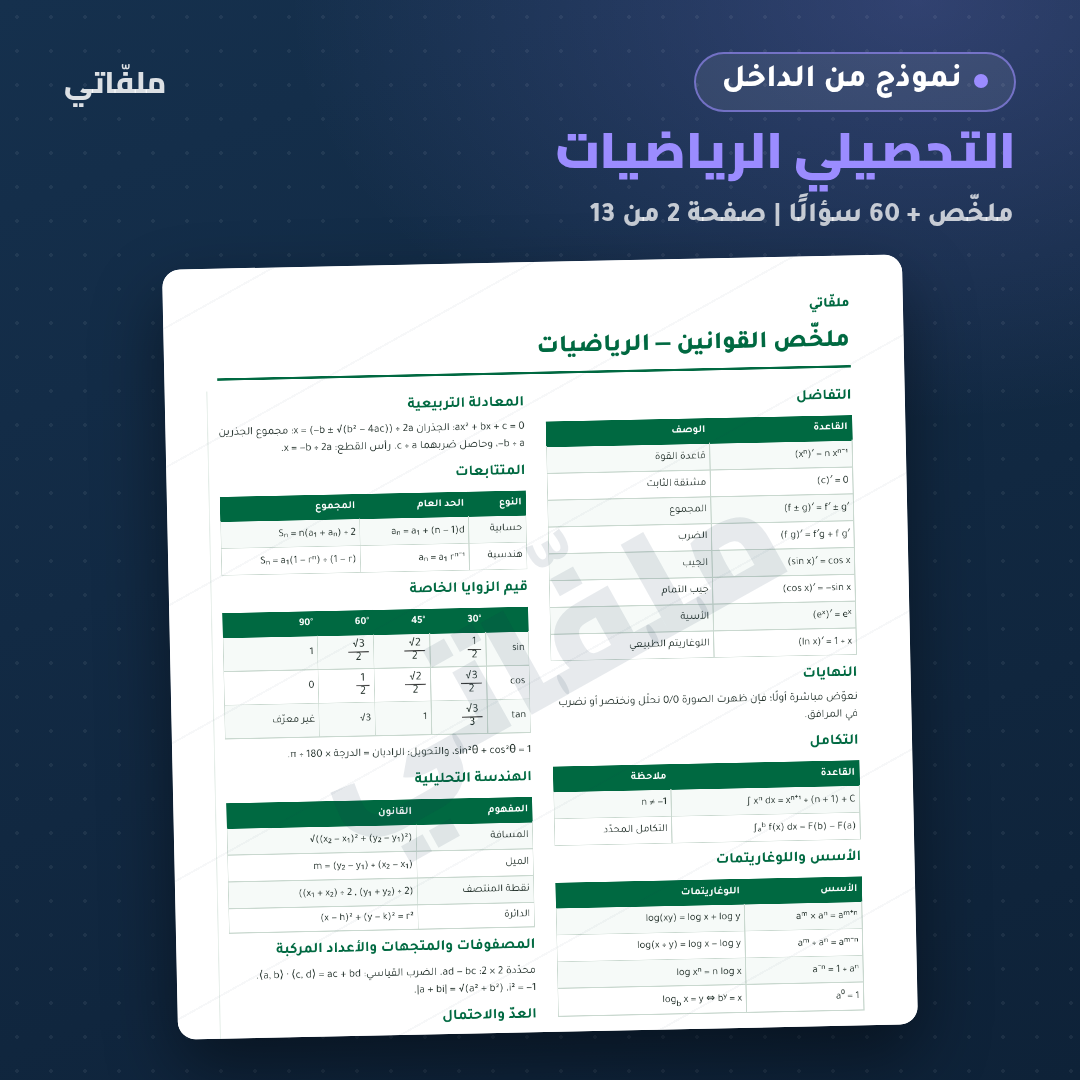 نموذج من الداخل
ملفّاتي
التحصيلي الرياضيات
ملخّص + 60 سؤالًا | صفحة 2 من 13
ملفّاتي
ملخّص القوانين – الرياضيات
التفاضل
القاعدة الوصف
(xⁿ)′ = n xⁿ⁻¹ قاعدة القوة
(c)′ = 0 مشتقة الثابت
(f ± g)′ = f′ ± g′ المجموع
(f g)′ = f′g + f g′ الضرب
(sin x)′ = cos x الجيب
(cos x)′ = −sin x جيب التمام
(eˣ)′ = eˣ الأسية
(ln x)′ = 1 ÷ x اللوغاريتم الطبيعي
النهايات
نعوّض مباشرة أولًا؛ فإن ظهرت الصورة 0/0 نحلّل ونختصر أو نضرب
في المرافق.
التكامل
القاعدة ملاحظة
∫ xⁿ dx = xⁿ⁺¹ ÷ (n + 1) + C n ≠ −1
∫ₐᵇ f(x) dx = F(b) − F(a) التكامل المحدّد
الأسس واللوغاريتمات
الأسس اللوغاريتمات
aᵐ × aⁿ = aᵐ⁺ⁿ log(xy) = log x + log y
aᵐ ÷ aⁿ = aᵐ⁻ⁿ log(x ÷ y) = log x − log y
a⁻ⁿ = 1 ÷ aⁿ log xⁿ = n log x
a⁰ = 1 log_b x = y ⇔ bʸ = x
المعادلة التربيعية
ax² + bx + c = 0: الجذران x = (−b ± √(b² − 4ac)) ÷ 2a؛ مجموع الجذرين
−b ÷ a، وحاصل ضربهما c ÷ a. رأس القطع: x = −b ÷ 2a.
المتتابعات
النوع الحد العام المجموع
حسابية aₙ = a₁ + (n − 1)d Sₙ = n(a₁ + aₙ) ÷ 2
هندسية aₙ = a₁ rⁿ⁻¹ Sₙ = a₁(1 − rⁿ) ÷ (1 − r)
قيم الزوايا الخاصة
30° 45° 60° 90°
sin 1/2 √2/2 √3/2 1
cos √3/2 √2/2 1/2 0
tan √3/3 1 √3 غير معرّف
sin²θ + cos²θ = 1، والتحويل: الراديان = الدرجة × π ÷ 180.
الهندسة التحليلية
المفهوم القانون
المسافة √((x₂ − x₁)² + (y₂ − y₁)²)
الميل m = (y₂ − y₁) ÷ (x₂ − x₁)
نقطة المنتصف ((x₁ + x₂) ÷ 2 , (y₁ + y₂) ÷ 2)
الدائرة (x − h)² + (y − k)² = r²
المصفوفات والمتجهات والأعداد المركبة
محدّدة 2 × 2: ad − bc. الضرب القياسي: ⟨a, b⟩ · ⟨c, d⟩ = ac + bd.
i² = −1، |a + bi| = √(a² + b²).
العدّ والاحتمال
ملفّاتي